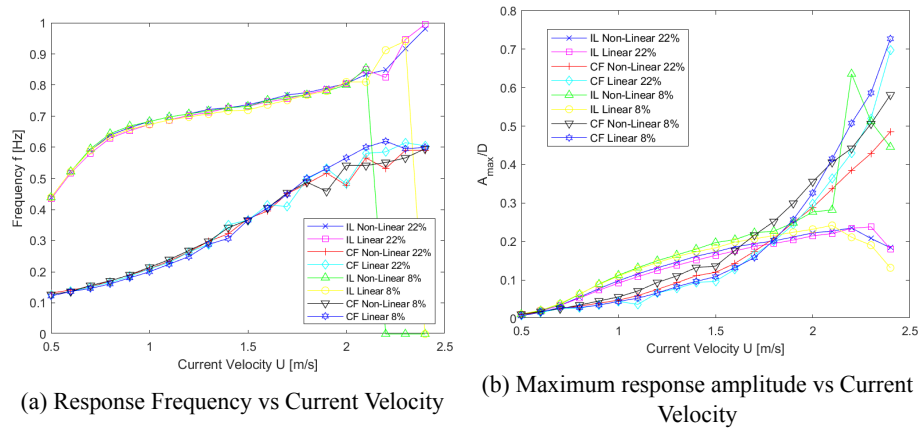 1
0.9
0.8
0.7
0.6
0.5
0.4
0.3
0.2
0.1
0
Frequency f [Hz]
IL Non-Linear 22%
IL Linear 22%
CF Non-Linear 22%
CF Linear 22%
IL Non-Linear 8%
IL Linear 8%
CF Non-Linear 8%
CF Linear 8%
0.5 1 1.5 2 2.5
Current Velocity U [m/s]
(a) Response Frequency vs Current Velocity
0.8
0.7
0.6
0.5
0.4
0.3
0.2
0.1
0
A_max/D
IL Non-Linear 22%
IL Linear 22%
CF Non-Linear 22%
CF Linear 22%
IL Non-Linear 8%
IL Linear 8%
CF Non-Linear 8%
CF Linear 8%
0.5 1 1.5 2 2.5
Current Velocity U [m/s]
(b) Maximum response amplitude vs Current
Velocity